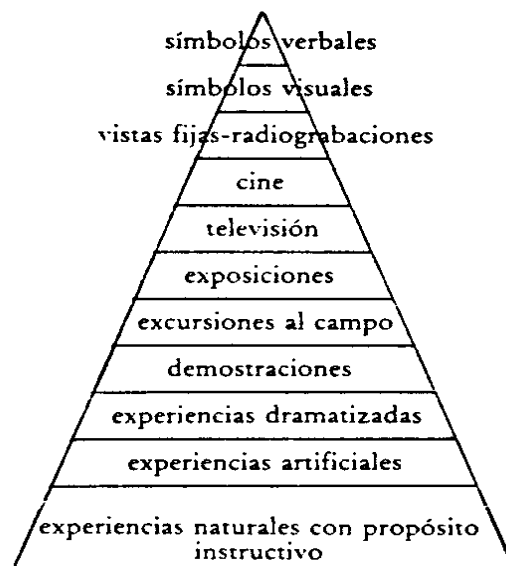 símbolos verbales
símbolos visuales
vistas fijas-radiograbaciones
cine
televisión
exposiciones
excursiones al campo
demostraciones
experiencias dramatizadas
experiencias artificiales
experiencias naturales con propósito
instructivo